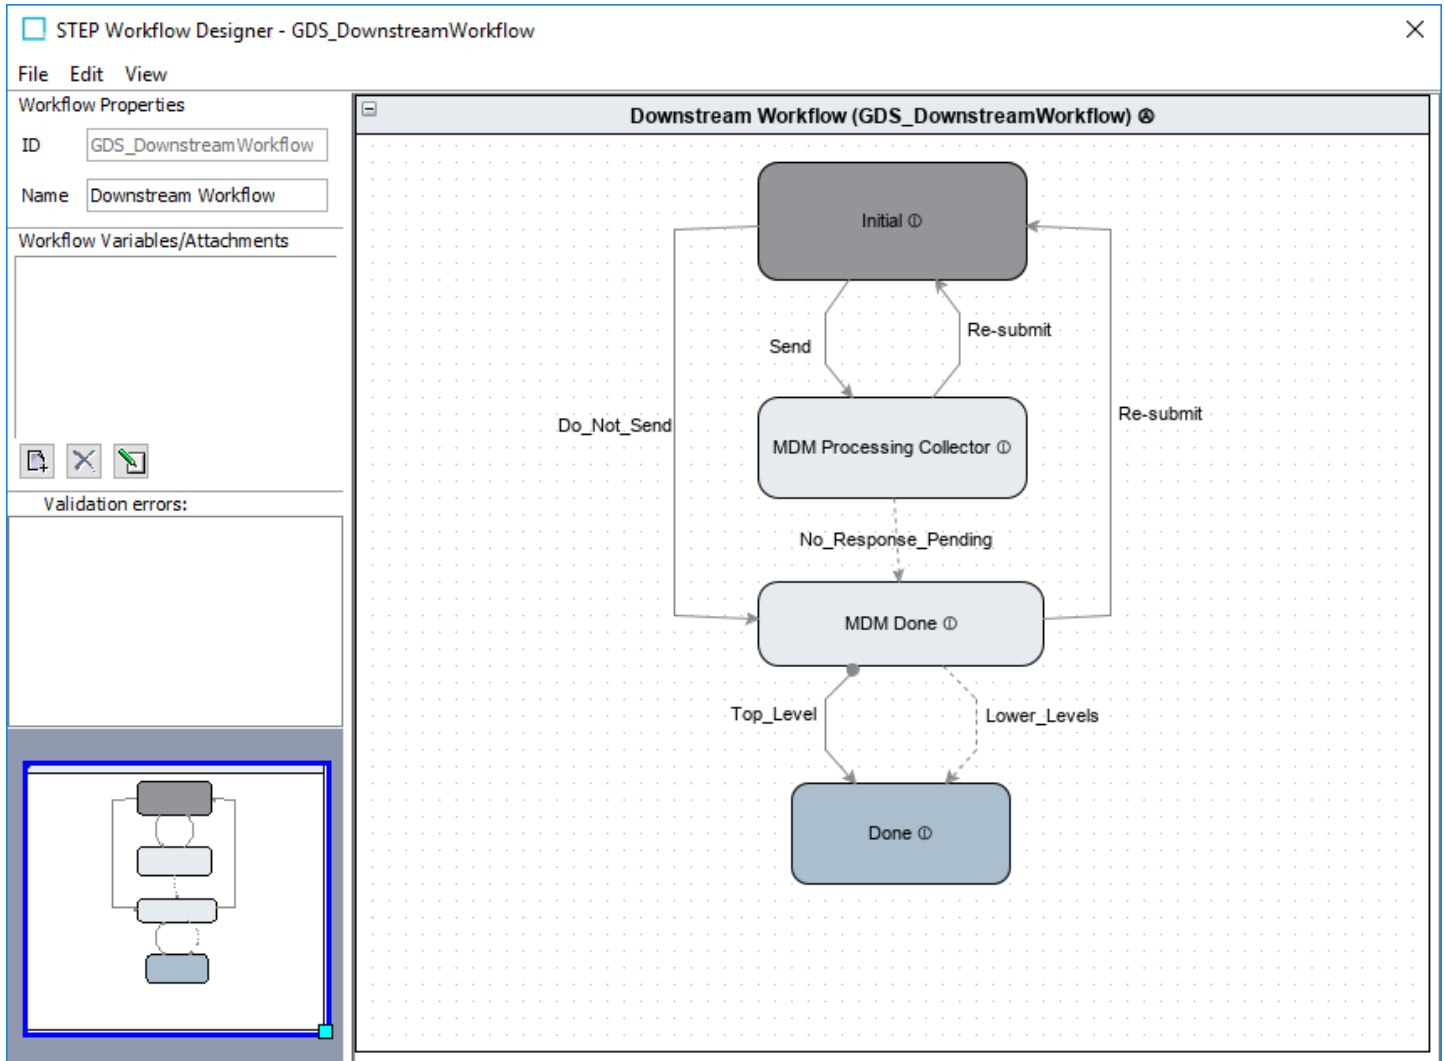 STEP Workflow Designer - GDS_DownstreamWorkflow
File Edit View
Workflow Properties
ID GDS_DownstreamWorkflow
Name Downstream Workflow
Workflow Variables/Attachments
Validation errors:
Downstream Workflow (GDS_DownstreamWorkflow)
Initial
Send
Re-submit
Do_Not_Send
Re-submit
MDM Processing Collector
No_Response_Pending
MDM Done
Top_Level
Lower_Levels
Done